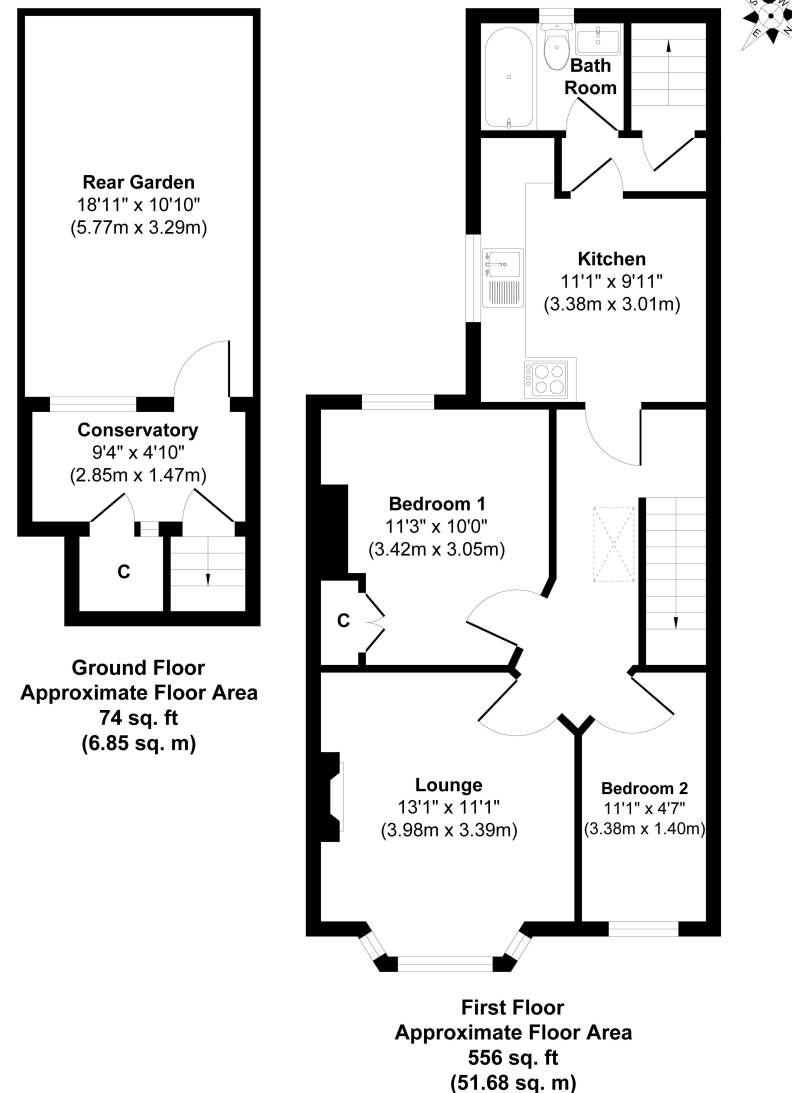 Rear Garden
18'11" x 10'10"
(5.77m x 3.29m)
Conservatory
9'4" x 4'10"
(2.85m x 1.47m)
C
Ground Floor
Approximate Floor Area
74 sq. ft
(6.85 sq. m)
S
W
E
N
Bath
Room
Kitchen
11'1" x 9'11"
(3.38m x 3.01m)
Bedroom 1
11'3" x 10'0"
(3.42m x 3.05m)
C
Lounge
13'1" x 11'1"
(3.98m x 3.39m)
Bedroom 2
11'1" x 4'7"
(3.38m x 1.40m)
First Floor
Approximate Floor Area
556 sq. ft
(51.68 sq. m)